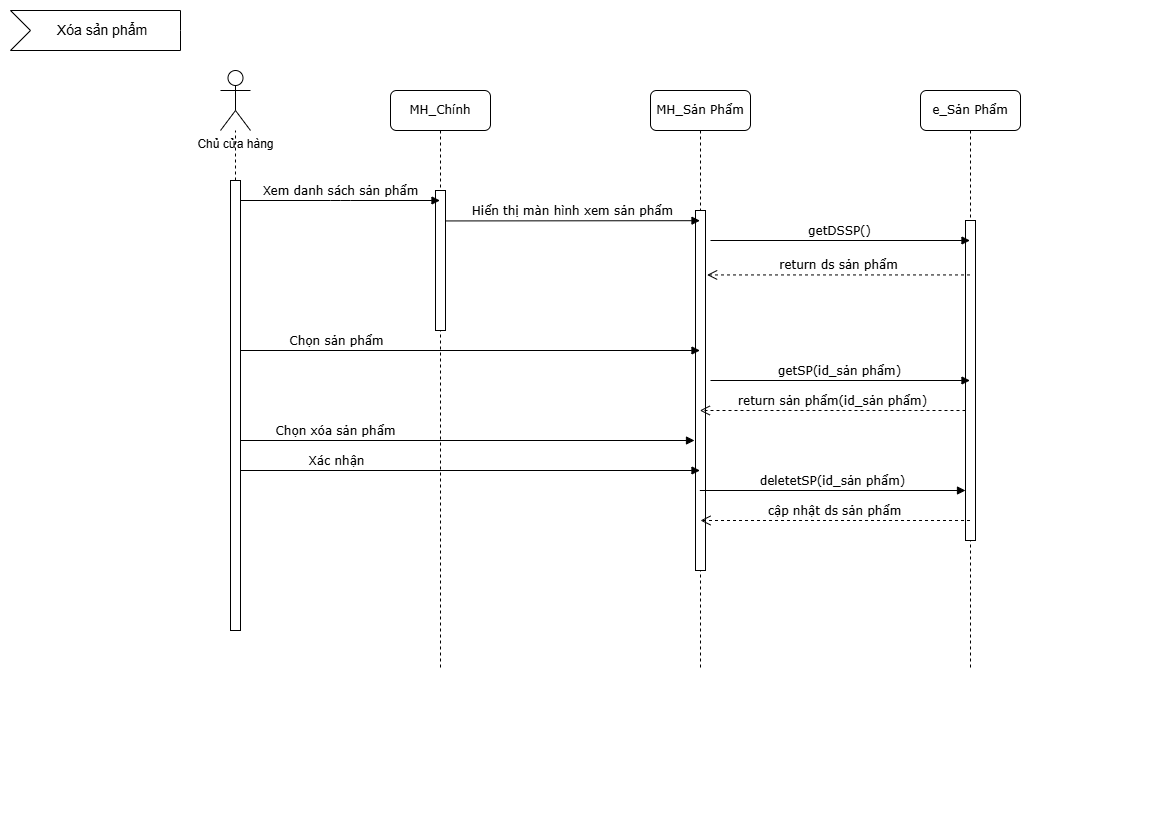 Xóa sản phẩm
Chủ cửa hàng
MH_Chính
MH_Sản Phẩm
e_Sản Phẩm
Xem danh sách sản phẩm
Hiển thị màn hình xem sản phẩm
getDSSP()
return ds sản phẩm
Chọn sản phẩm
getSP(id_sản phẩm)
return sản phẩm(id_sản phẩm)
Chọn xóa sản phẩm
Xác nhận
deletetSP(id_sản phẩm)
cập nhật ds sản phẩm